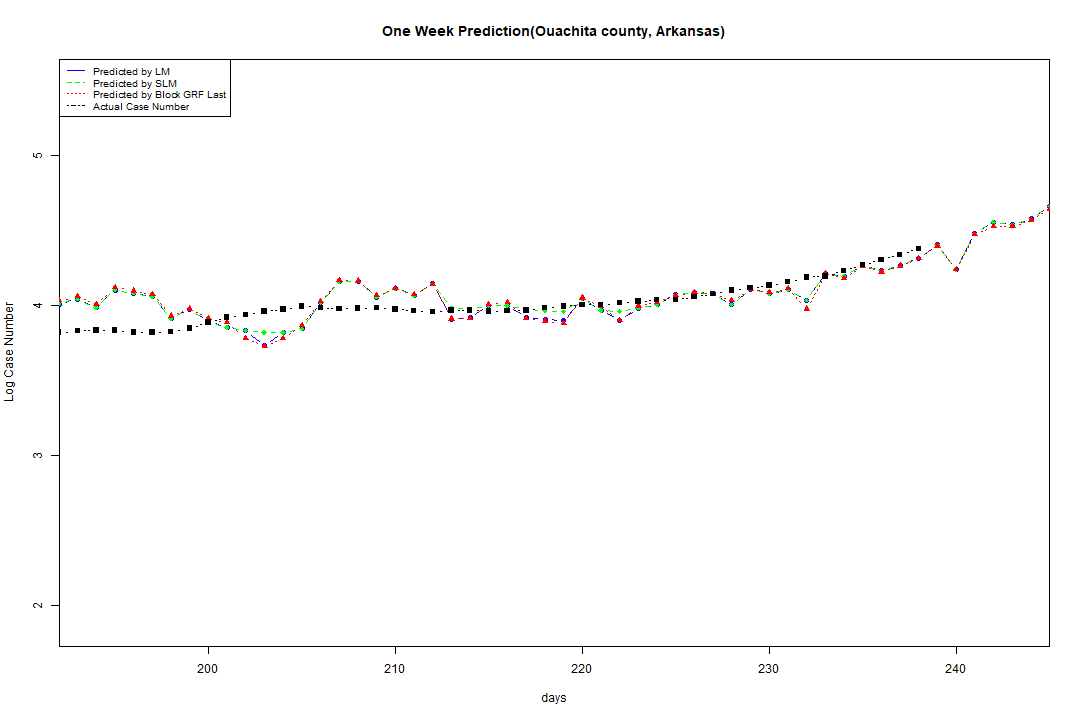 One Week Prediction(Ouachita county, Arkansas)
Predicted by LM
Predicted by SLM
Predicted by Block GRF Last
Actual Case Number
5
4
3
2
Log Case Number
200 210 220 230 240
days